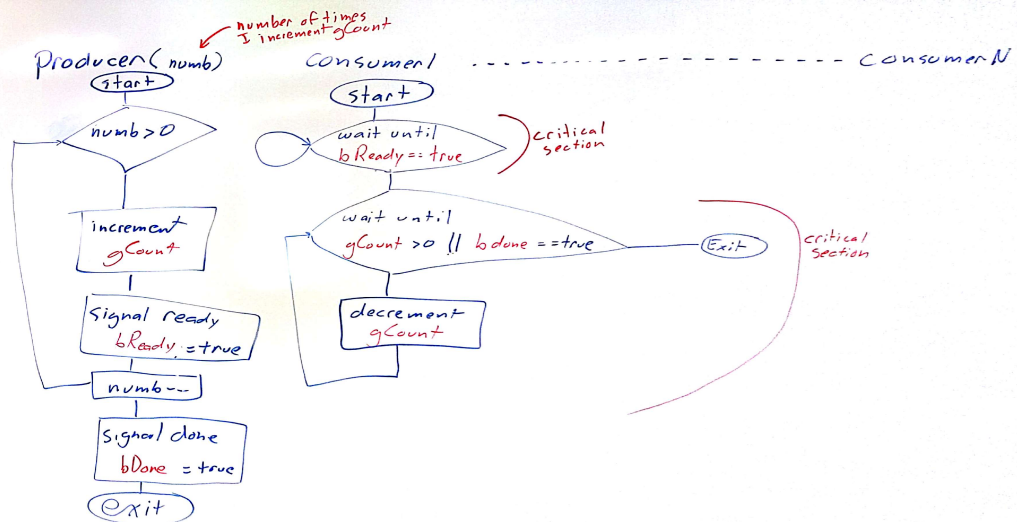 number of times
I increment gCount
Producer(numb)
Consumer1
ConsumerN
start
numb>0
increment
gCount
signal ready
bReady = true
numb--
signal done
bDone = true
exit
start
wait until
bReady == true
critical
section
wait until
gCount >0 || bdone ==true
Exit
critical
section
decrement
gCount